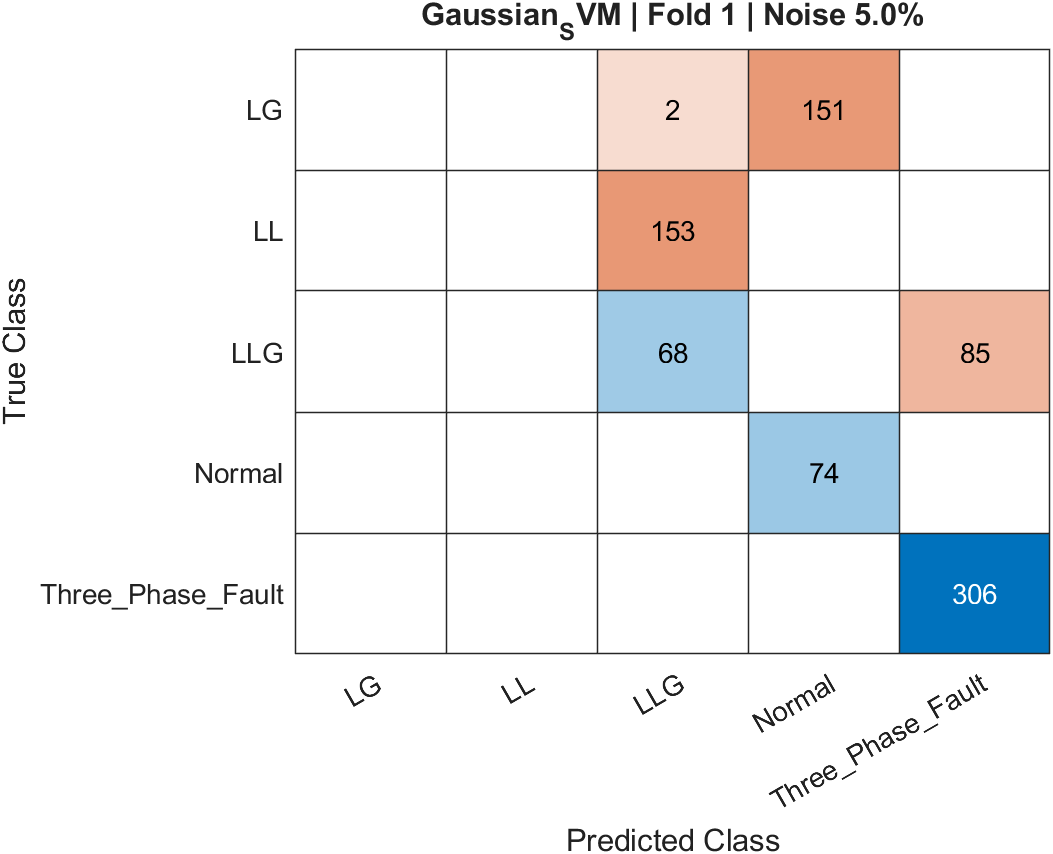 Gaussian_SVM | Fold 1 | Noise 5.0%
True Class
LG 2 151
LL 153
LLG 68 85
Normal 74
Three_Phase_Fault 306
LG LL LLG Normal Three_Phase_Fault
Predicted Class